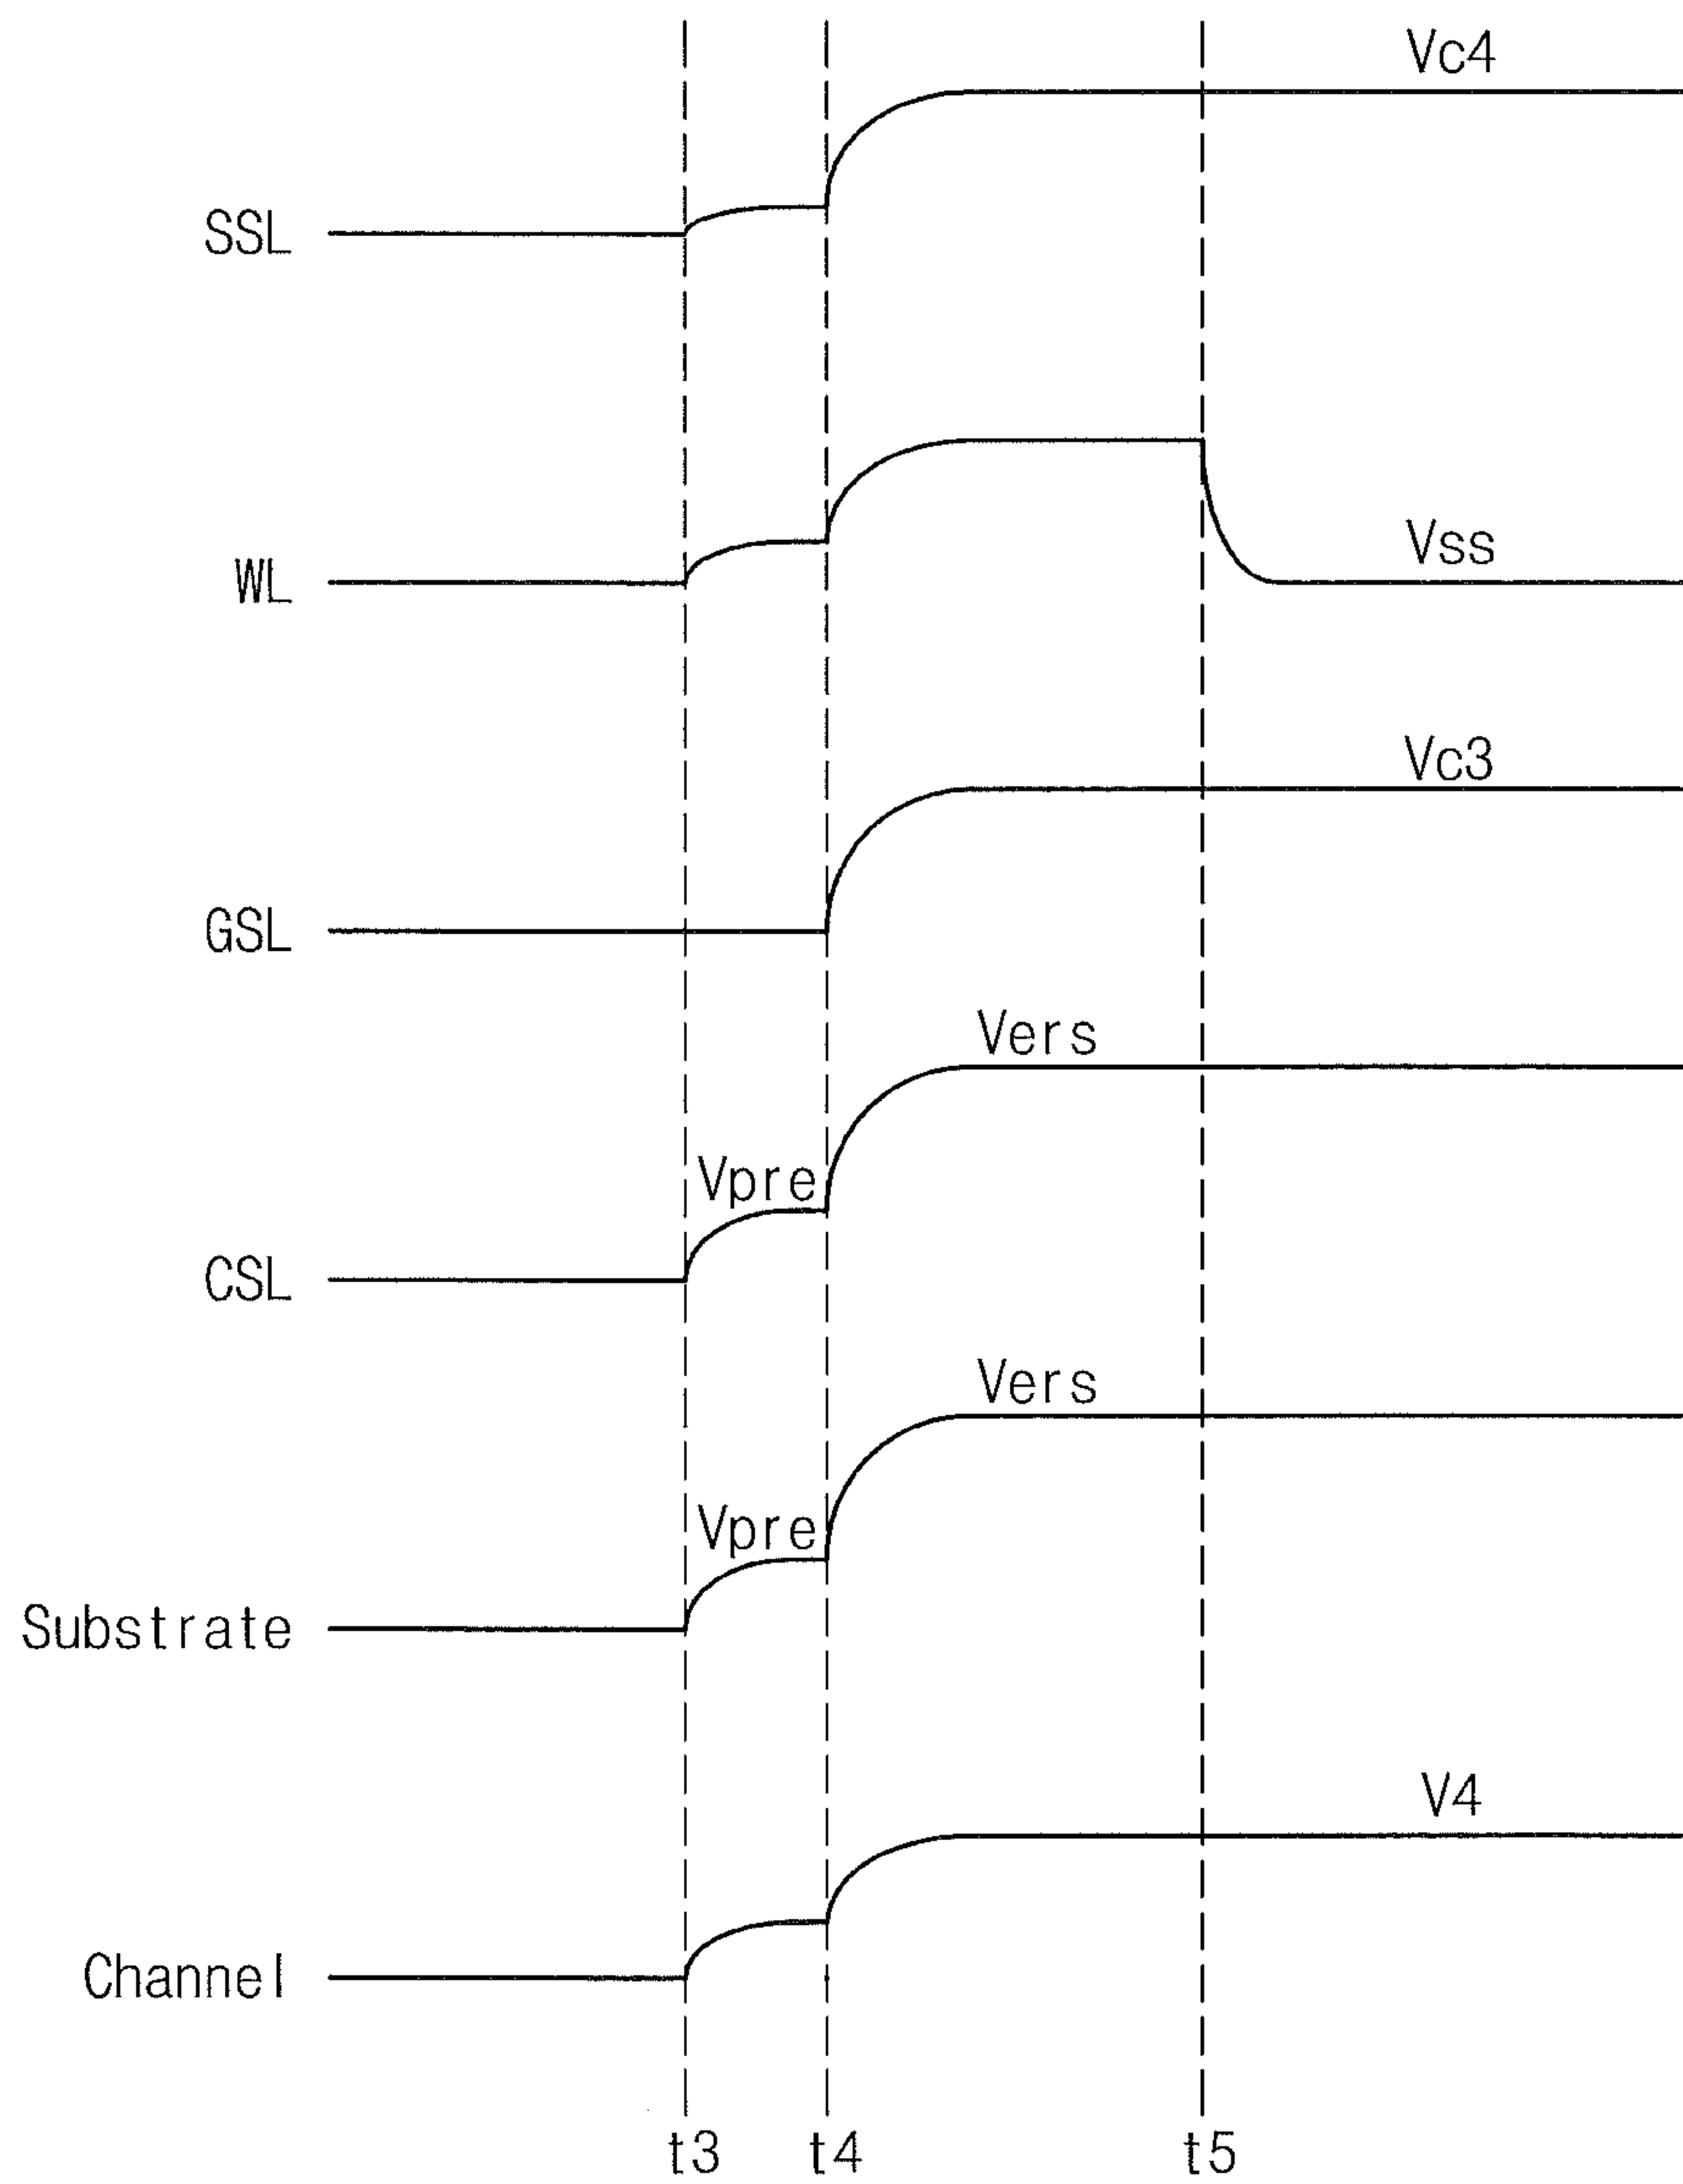 Vc4
SSL
Vss
WL
Vc3
GSL
Vers
Vpre
CSL
Vers
Vpre
Substrate
V4
Channel
t3 t4 t5